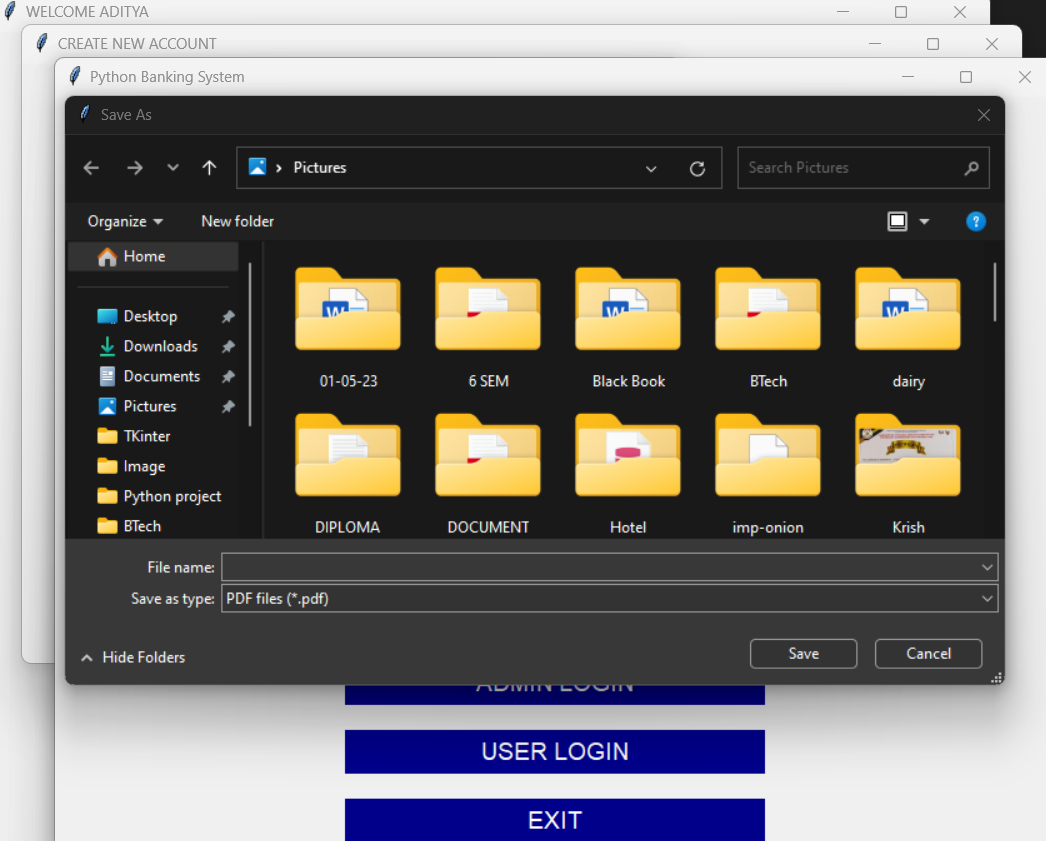 WELCOME ADITYA
CREATE NEW ACCOUNT
Python Banking System
Save As
Pictures
Search Pictures
Organize
New folder
Home
Desktop
Downloads
Documents
Pictures
TKinter
Image
Python project
BTech
01-05-23
6 SEM
Black Book
BTech
dairy
DIPLOMA
DOCUMENT
Hotel
imp-onion
Krish
File name:
Save as type:
PDF files (*.pdf)
Hide Folders
Save
Cancel
ADMIN LOGIN
USER LOGIN
EXIT